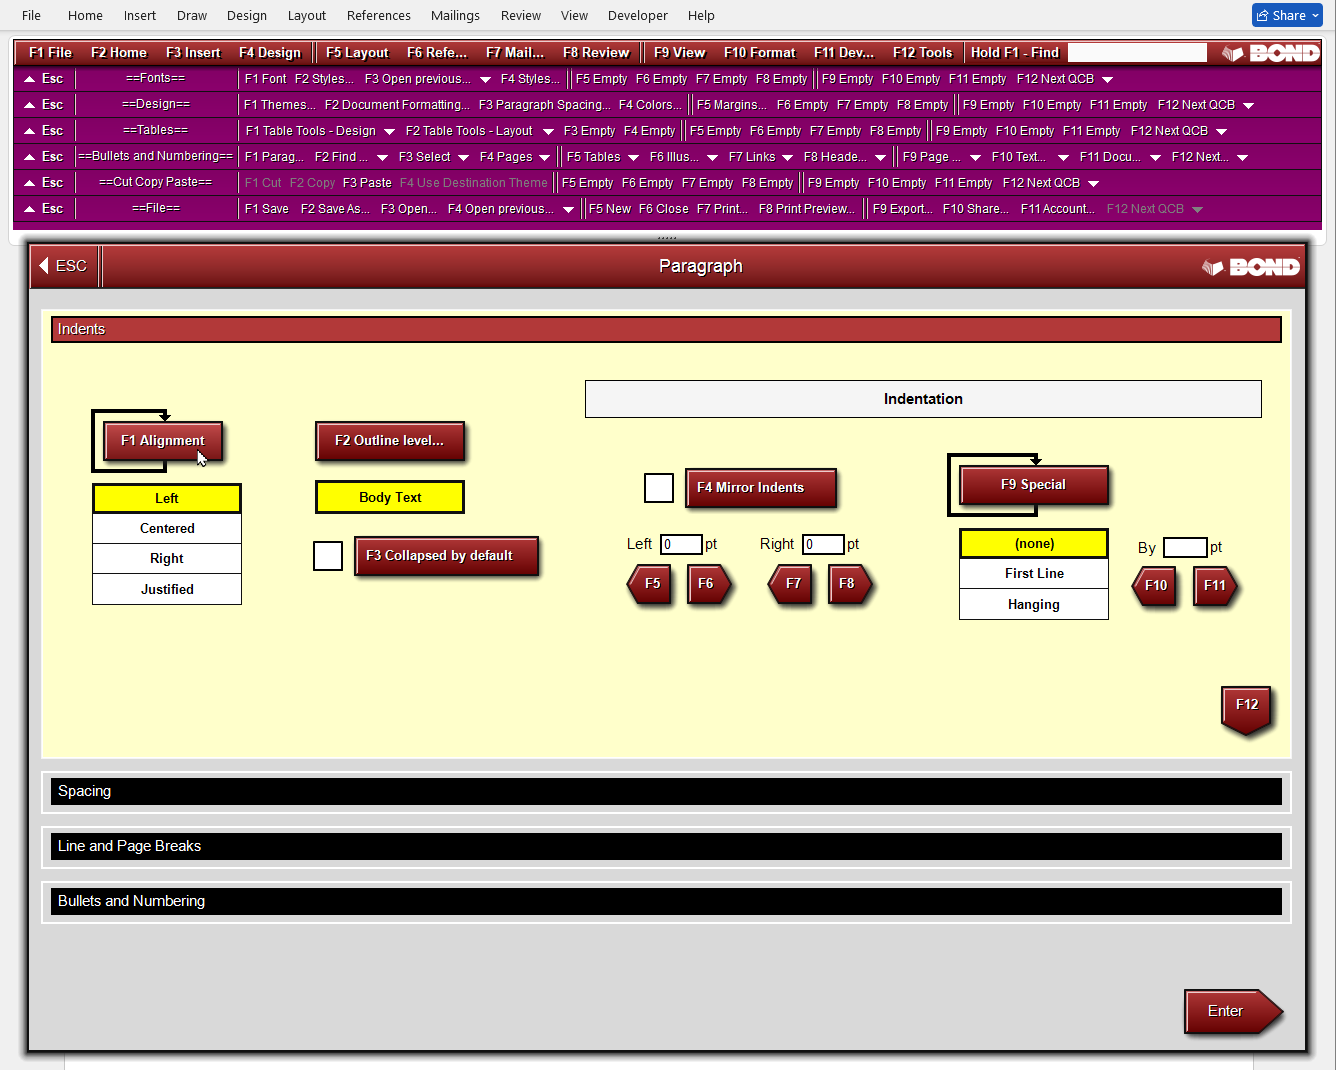 File Home Insert Draw Design Layout References Mailings Review View Developer Help Share
F1 File F2 Home F3 Insert F4 Design F5 Layout F6 Refe... F7 Mail... F8 Review F9 View F10 Format F11 Dev... F12 Tools Hold F1 - Find BOND
Esc ==Fonts== F1 Font F2 Styles... F3 Open previous... F4 Styles... F5 Empty F6 Empty F7 Empty F8 Empty F9 Empty F10 Empty F11 Empty F12 Next QCB
Esc ==Design== F1 Themes... F2 Document Formatting... F3 Paragraph Spacing... F4 Colors... F5 Margins... F6 Empty F7 Empty F8 Empty F9 Empty F10 Empty F11 Empty F12 Next QCB
Esc ==Tables== F1 Table Tools - Design F2 Table Tools - Layout F3 Empty F4 Empty F5 Empty F6 Empty F7 Empty F8 Empty F9 Empty F10 Empty F11 Empty F12 Next QCB
Esc ==Bullets and Numbering== F1 Parag... F2 Find ... F3 Select F4 Pages F5 Tables F6 Illus... F7 Links F8 Heade... F9 Page ... F10 Text... F11 Docu... F12 Next...
Esc ==Cut Copy Paste== F1 Cut F2 Copy F3 Paste F4 Use Destination Theme F5 Empty F6 Empty F7 Empty F8 Empty F9 Empty F10 Empty F11 Empty F12 Next QCB
Esc ==File== F1 Save F2 Save As... F3 Open... F4 Open previous... F5 New F6 Close F7 Print... F8 Print Preview... F9 Export... F10 Share... F11 Account... F12 Next QCB
ESC Paragraph BOND
Indents
Indentation
F1 Alignment F2 Outline level...
F4 Mirror Indents F9 Special
Left Body Text
Centered
Right
Justified
F3 Collapsed by default
Left 0 pt Right 0 pt
F5 F6 F7 F8
(none)
First Line
Hanging
By pt
F10 F11
F12
Spacing
Line and Page Breaks
Bullets and Numbering
Enter